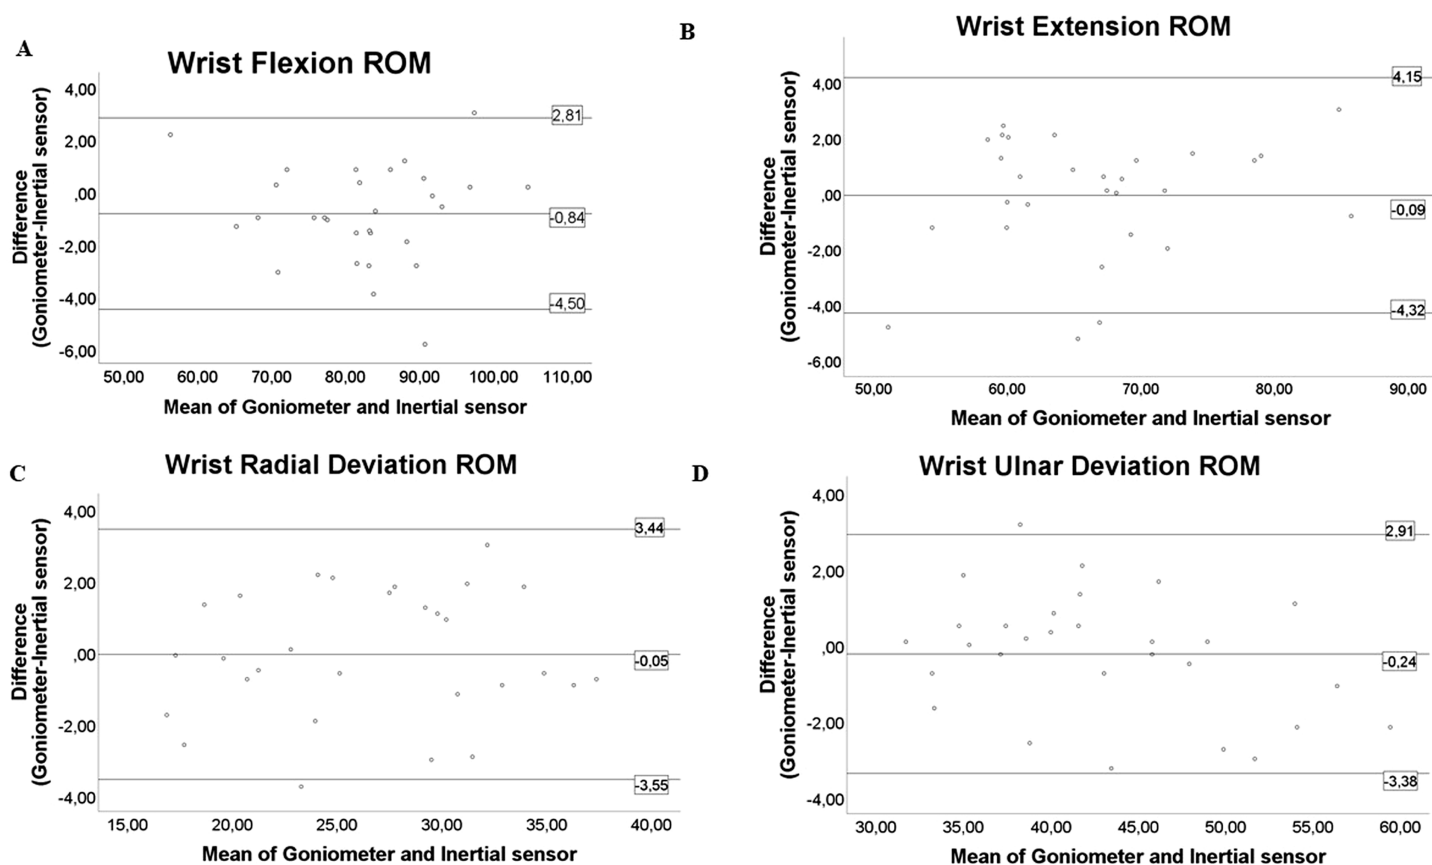 A
Wrist Flexion ROM
4,00
2,00
,00
-2,00
-4,00
-6,00
Difference
(Goniometer-Inertial sensor)
2,81
-0,84
-4,50
50,00 60,00 70,00 80,00 90,00 100,00 110,00
Mean of Goniometer and Inertial sensor
B
Wrist Extension ROM
4,00
2,00
,00
-2,00
-4,00
-6,00
Difference
(Goniometer-Inertial sensor)
4,15
-0,09
-4,32
50,00 60,00 70,00 80,00 90,00
Mean of Goniometer and Inertial sensor
C
Wrist Radial Deviation ROM
4,00
2,00
,00
-2,00
-4,00
Difference
(Goniometer-Inertial sensor)
3,44
-0,05
-3,55
15,00 20,00 25,00 30,00 35,00 40,00
Mean of Goniometer and Inertial sensor
D
Wrist Ulnar Deviation ROM
4,00
2,00
,00
-2,00
-4,00
Difference
(Goniometer-Inertial sensor)
2,91
-0,24
-3,38
30,00 35,00 40,00 45,00 50,00 55,00 60,00
Mean of Goniometer and Inertial sensor